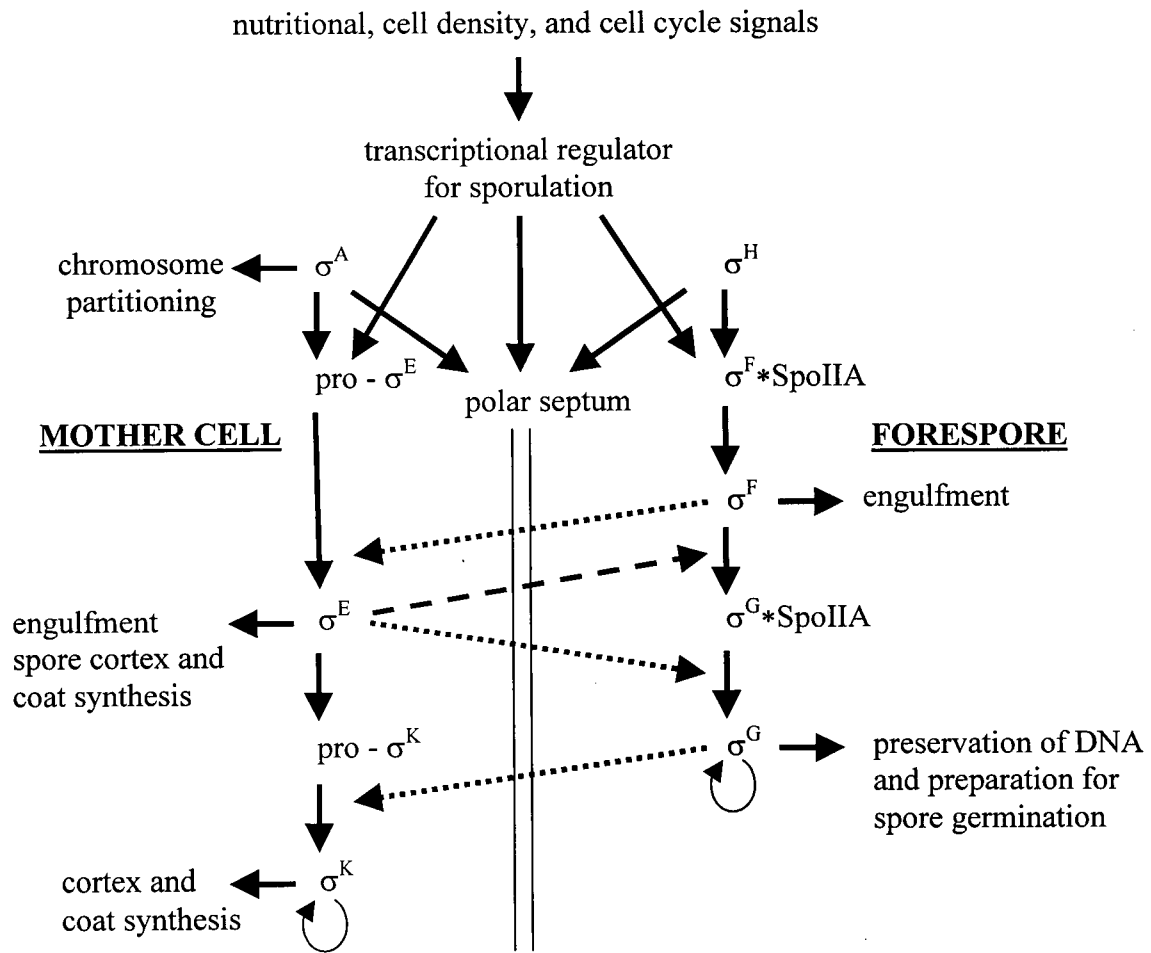 nutritional, cell density, and cell cycle signals
transcriptional regulator
for sporulation
chromosome
partitioning
σᴬ
σᴴ
pro - σᴱ
polar septum
σF*SpoIIA
MOTHER CELL
FORESPORE
σF
engulfment
engulfment
spore cortex and
coat synthesis
σᴱ
σᴳ*SpoIIA
pro - σᴷ
σᴳ
preservation of DNA
and preparation for
spore germination
cortex and
coat synthesis
σᴷ